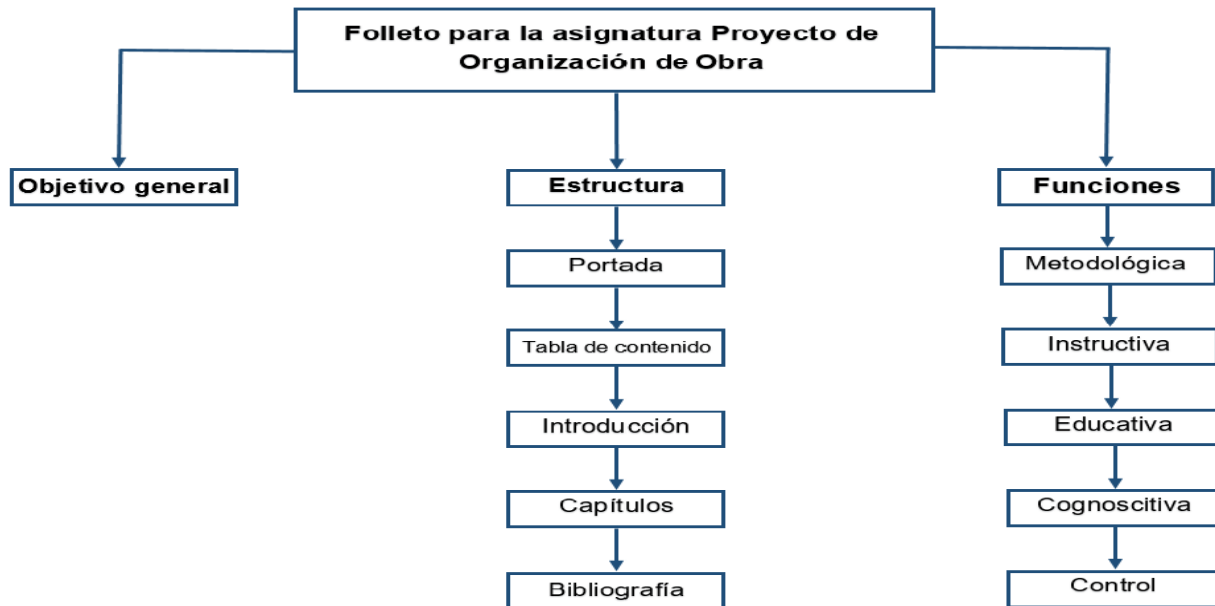 Folleto para la asignatura Proyecto de
Organización de Obra
Objetivo general
Estructura
Funciones
Portada
Metodológica
Tabla de contenido
Instructiva
Introducción
Educativa
Capítulos
Cognoscitiva
Bibliografía
Control